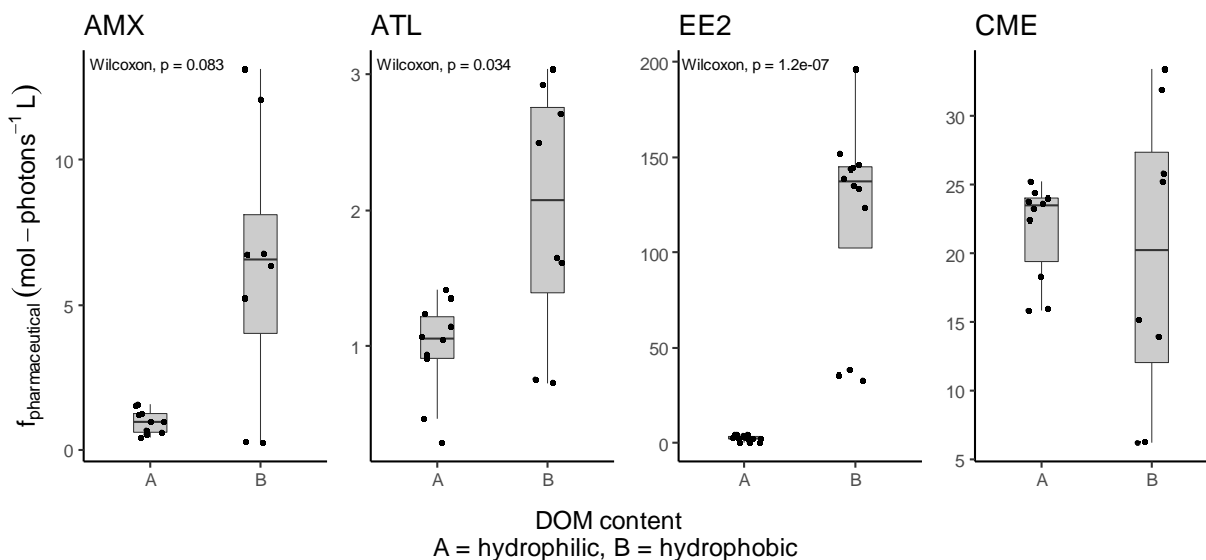 AMX
ATL
EE2
CME
Wilcoxon, p = 0.083
Wilcoxon, p = 0.034
Wilcoxon, p = 1.2e-07
f_pharmaceutical (mol−photons⁻¹ L)
10
5
0
A
B
3
2
1
A
B
200
150
100
50
0
A
B
30
25
20
15
10
5
A
B
DOM content
A = hydrophilic, B = hydrophobic